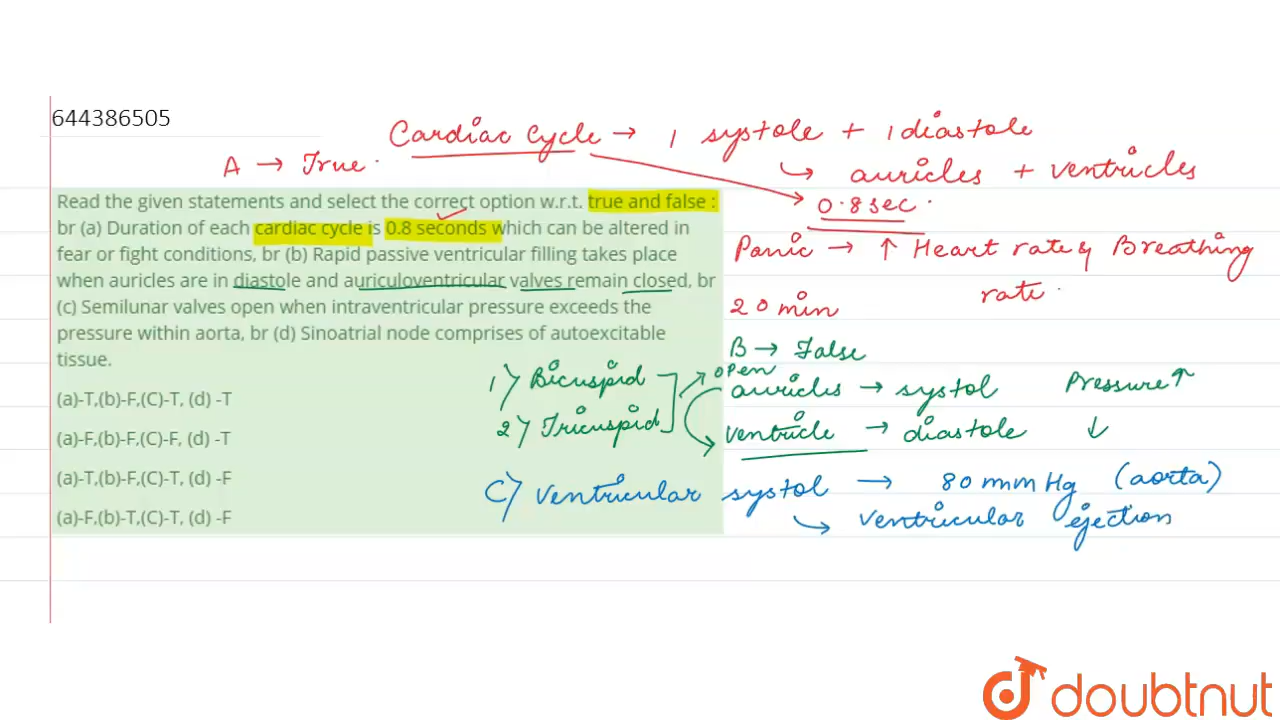 644386505
Cardiac Cycle → 1 systole + 1 diastole
A → True.
↳ auricles + ventricles
Read the given statements and select the correct option w.r.t. true and false :
0.8 sec.
br (a) Duration of each cardiac cycle is 0.8 seconds which can be altered in
fear or fight conditions, br (b) Rapid passive ventricular filling takes place
Panic → ↑ Heart rate & Breathing
rate.
when auricles are in diastole and auriculoventricular valves remain closed, br
(c) Semilunar valves open when intraventricular pressure exceeds the
20 min
pressure within aorta, br (d) Sinoatrial node comprises of autoexcitable
tissue.
B → False
1) Bicuspid
open
2) Tricuspid
auricles → systol Pressure ↑
ventricle → diastole ↓
(a)-T,(b)-F,(C)-T, (d) -T
(a)-F,(b)-F,(C)-F, (d) -T
(a)-T,(b)-F,(C)-T, (d) -F
C) Ventricular systol → 80 mm Hg (aorta)
↳ ventricular ejection
(a)-F,(b)-T,(C)-T, (d) -F
doubtnut